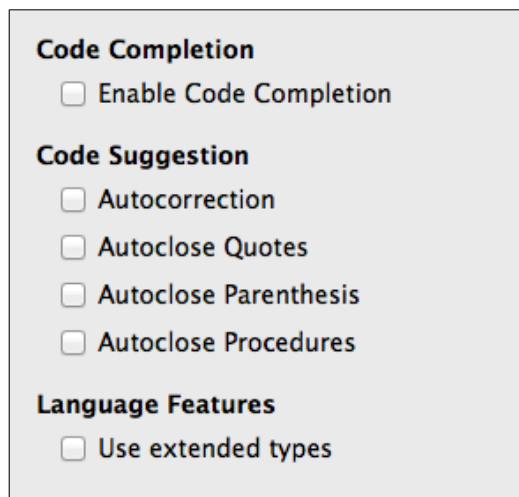 Code Completion
Enable Code Completion
Code Suggestion
Autocorrection
Autoclose Quotes
Autoclose Parenthesis
Autoclose Procedures
Language Features
Use extended types